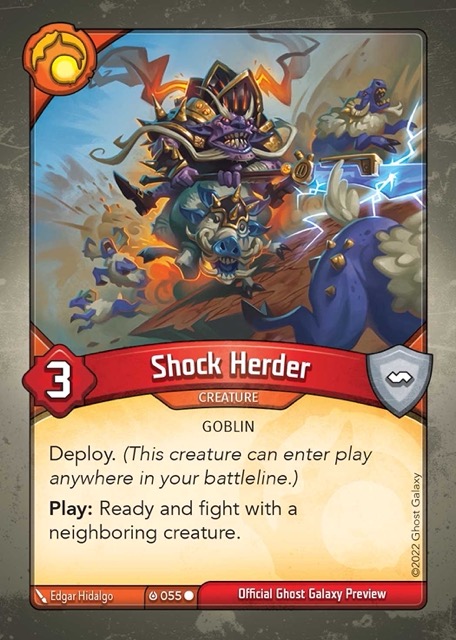 Shock Herder
3
CREATURE
GOBLIN
Deploy. (This creature can enter play
anywhere in your battleline.)
Play: Ready and fight with a
neighboring creature.
©2022 Ghost Galaxy
Edgar Hidalgo
055
Official Ghost Galaxy Preview